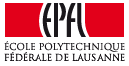 EPFL
ÉCOLE POLYTECHNIQUE
FÉDÉRALE DE LAUSANNE